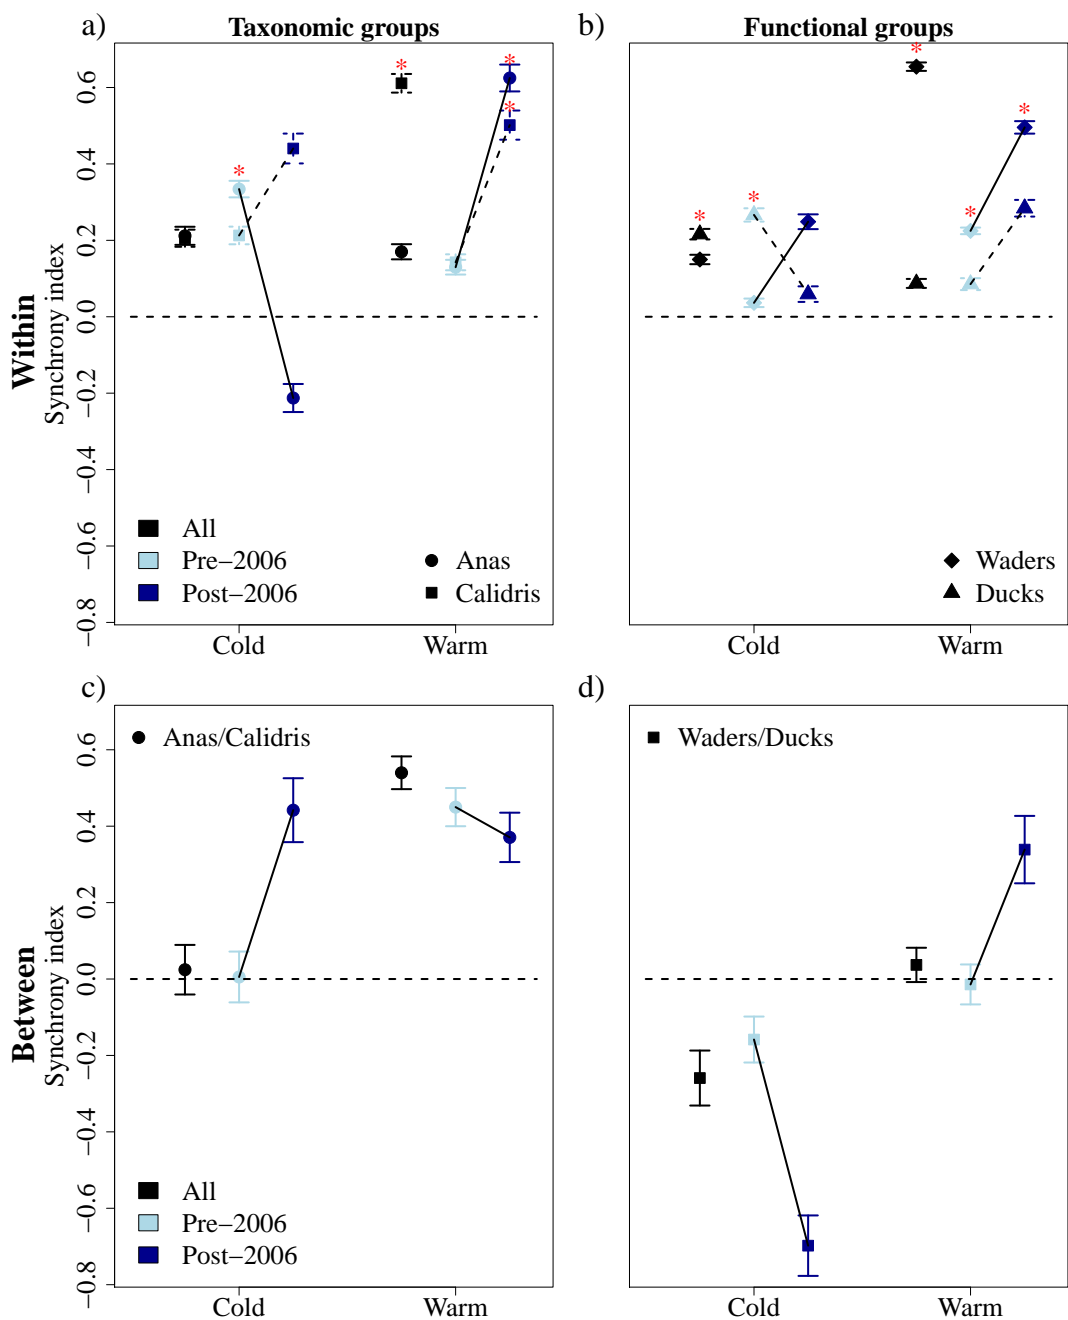 a) Taxonomic groups
b) Functional groups
Within
Synchrony index
0.6
0.4
0.2
0.0
−0.2
−0.4
−0.6
−0.8
* * * *
All
Pre−2006
Post−2006
Anas
Calidris
Cold Warm
* * * * *
Waders
Ducks
Cold Warm
c)
Between
Synchrony index
0.6
0.4
0.2
0.0
−0.2
−0.4
−0.6
−0.8
Anas/Calidris
All
Pre−2006
Post−2006
Cold Warm
d)
Waders/Ducks
Cold Warm